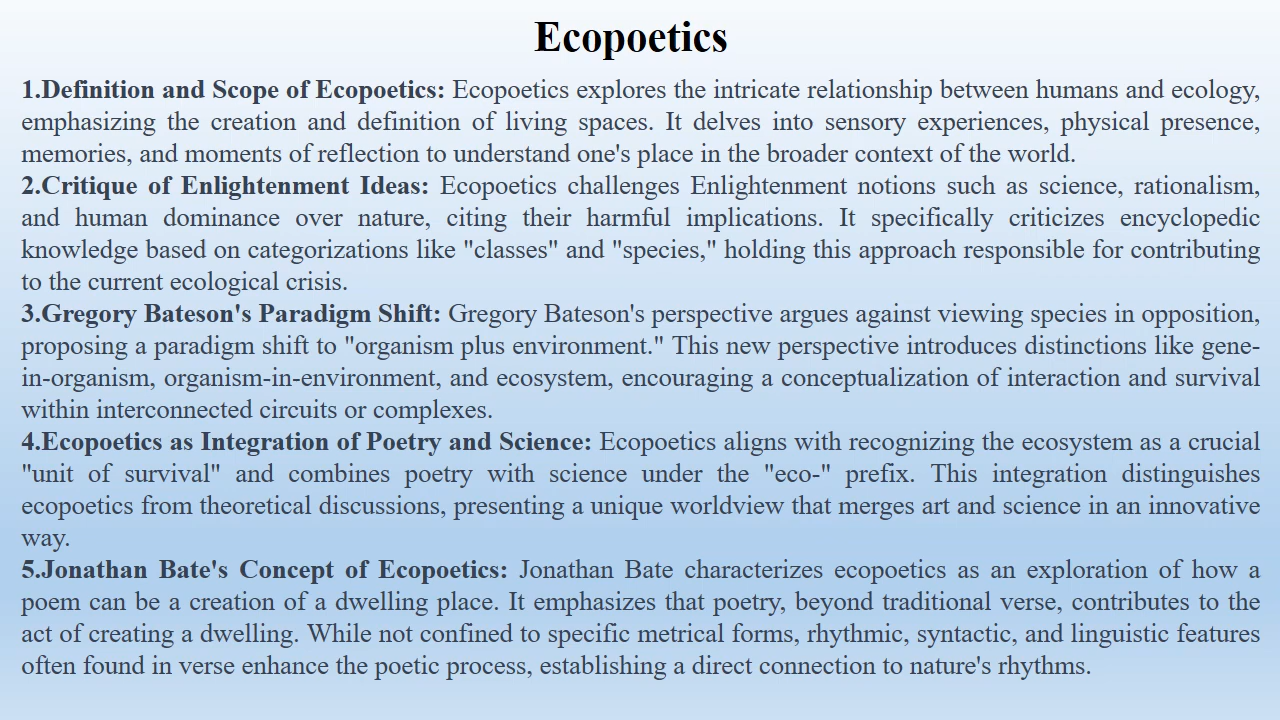 Ecopoetics
1.Definition and Scope of Ecopoetics: Ecopoetics explores the intricate relationship between humans and ecology,
emphasizing the creation and definition of living spaces. It delves into sensory experiences, physical presence,
memories, and moments of reflection to understand one's place in the broader context of the world.
2.Critique of Enlightenment Ideas: Ecopoetics challenges Enlightenment notions such as science, rationalism,
and human dominance over nature, citing their harmful implications. It specifically criticizes encyclopedic
knowledge based on categorizations like "classes" and "species," holding this approach responsible for contributing
to the current ecological crisis.
3.Gregory Bateson's Paradigm Shift: Gregory Bateson's perspective argues against viewing species in opposition,
proposing a paradigm shift to "organism plus environment." This new perspective introduces distinctions like gene-
in-organism, organism-in-environment, and ecosystem, encouraging a conceptualization of interaction and survival
within interconnected circuits or complexes.
4.Ecopoetics as Integration of Poetry and Science: Ecopoetics aligns with recognizing the ecosystem as a crucial
"unit of survival" and combines poetry with science under the "eco-" prefix. This integration distinguishes
ecopoetics from theoretical discussions, presenting a unique worldview that merges art and science in an innovative
way.
5.Jonathan Bate's Concept of Ecopoetics: Jonathan Bate characterizes ecopoetics as an exploration of how a
poem can be a creation of a dwelling place. It emphasizes that poetry, beyond traditional verse, contributes to the
act of creating a dwelling. While not confined to specific metrical forms, rhythmic, syntactic, and linguistic features
often found in verse enhance the poetic process, establishing a direct connection to nature's rhythms.